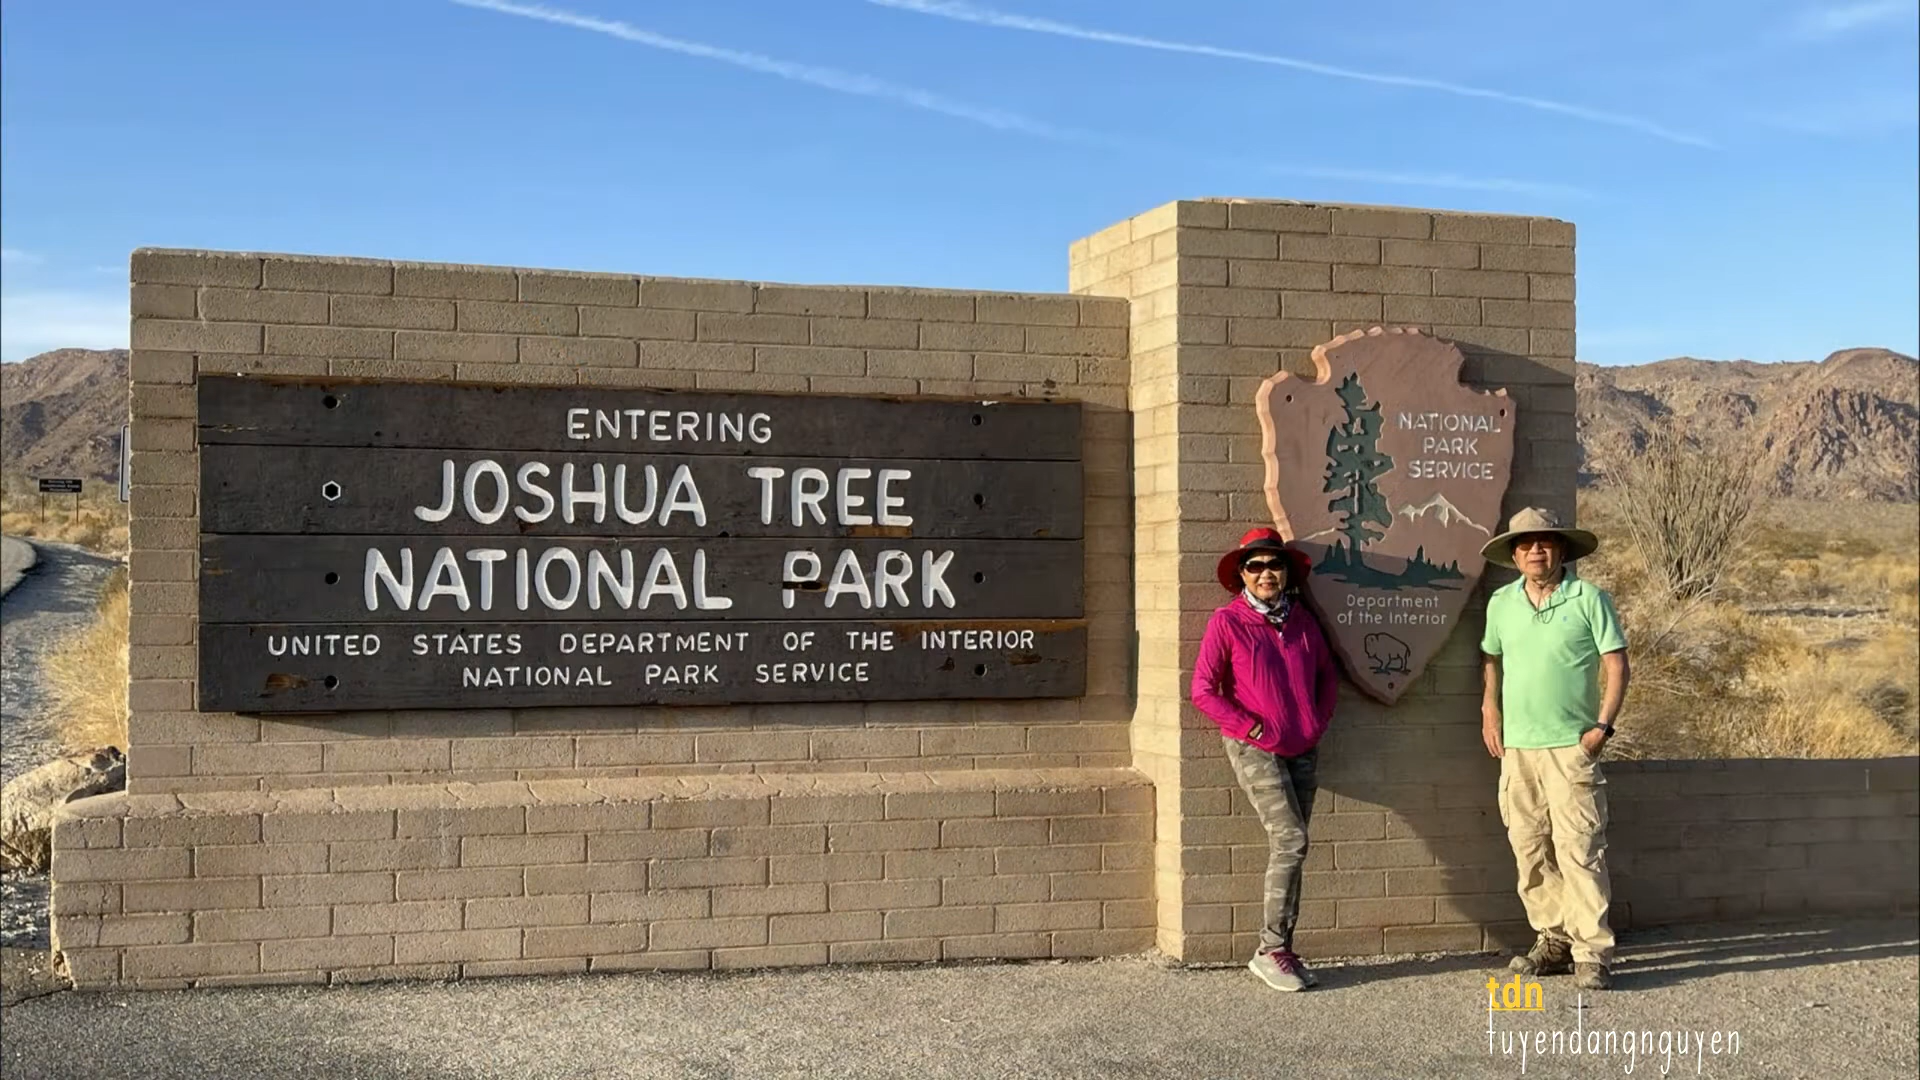 ENTERING
JOSHUA TREE
NATIONAL PARK
UNITED STATES DEPARTMENT OF THE INTERIOR
NATIONAL PARK SERVICE
NATIONAL
PARK
SERVICE
Department
of the Interior
tdn
tuyendangnguyen